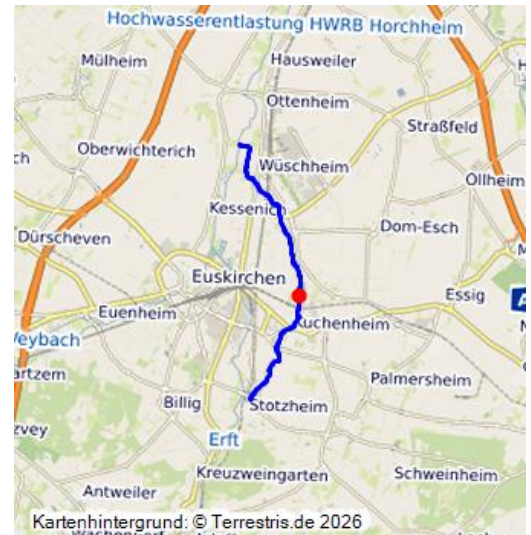 Hochwasserentlastung HWRB Horchheim
Mülheim
Hausweiler
Ottenheim
Straßfeld
Oberwichterich
Wüschheim
Ollheim
Kessenich
Dom-Esch
Dürscheven
Euskirchen
Essig
Euenheim
Kuchenheim
Veybach
Palmersheim
Billig
Stotzheim
Erft
Kreuzweingarten
Schweinheim
Antweiler
Kartenhintergrund: © Terrestris.de 2026